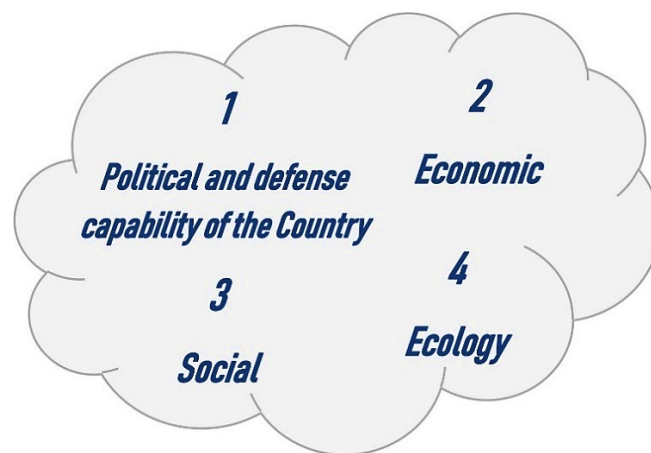 1
Political and defense
capability of the Country
2
Economic
3
Social
4
Ecology